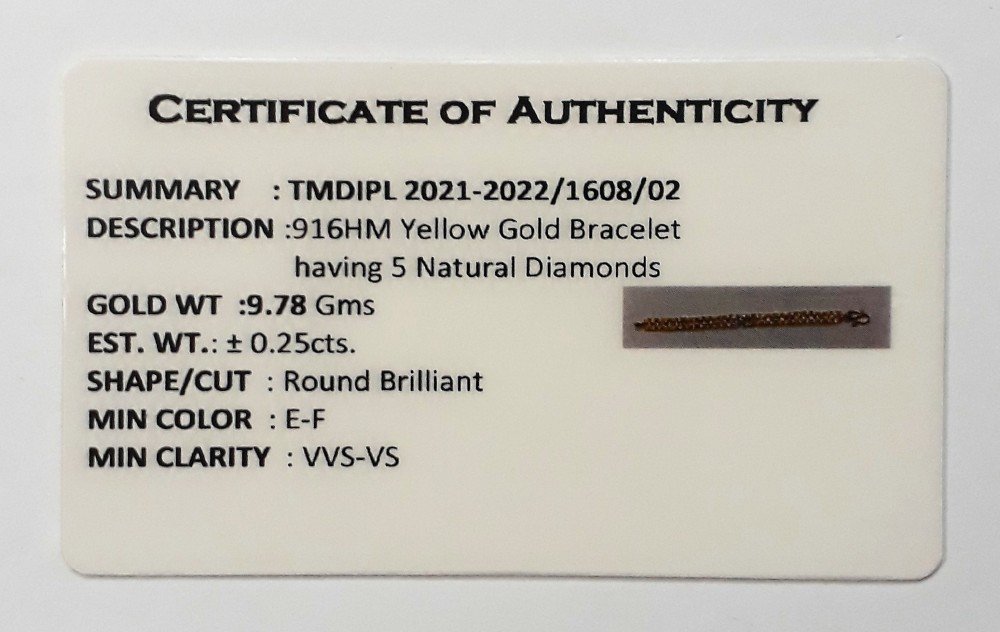 CERTIFICATE OF AUTHENTICITY
SUMMARY : TMDIPL 2021-2022/1608/02
DESCRIPTION :916HM Yellow Gold Bracelet
having 5 Natural Diamonds
GOLD WT :9.78 Gms
EST. WT.: ± 0.25cts.
SHAPE/CUT : Round Brilliant
MIN COLOR : E-F
MIN CLARITY : VVS-VS